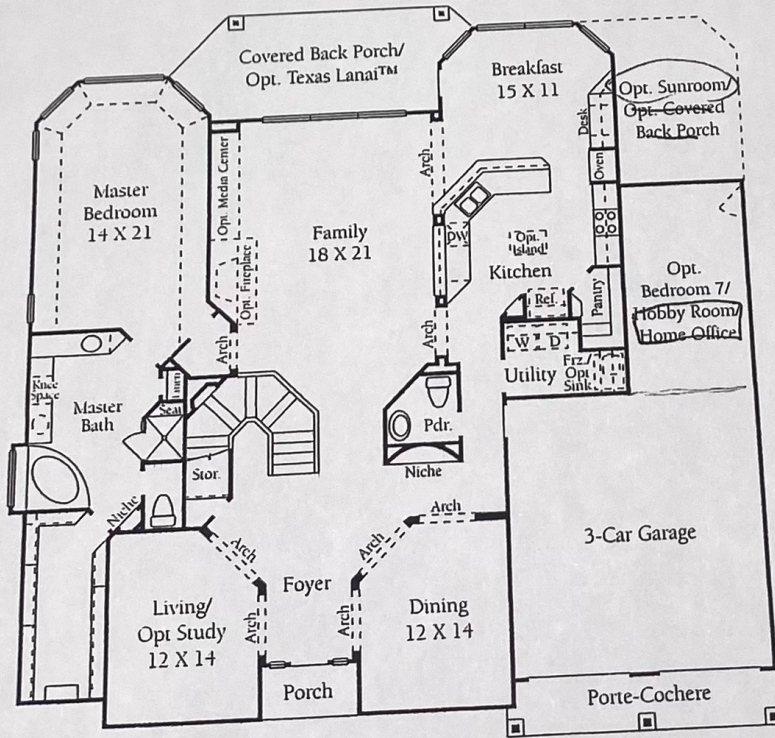 Covered Back Porch/
Opt. Texas Lanai™
Breakfast
15 X 11
Opt. Sunroom/
Opt. Covered
Back Porch
Desk
Oven
Master
Bedroom
14 X 21
Opt. Media Center
Opt. Fireplace
Arch
Family
18 X 21
Arch
DW
Opt.
Island
Kitchen
Ref.
Pantry
Opt.
Bedroom 7/
Hobby Room/
Home Office
Arch
W D
Utility
Frz./
Opt
Sink
Knee
Space
Master
Bath
Linen
Seat
Stor.
Pdr.
Niche
Niche
Arch
Arch
Arch
Foyer
Arch
Arch
Living/
Opt Study
12 X 14
Dining
12 X 14
3-Car Garage
Porch
Porte-Cochere